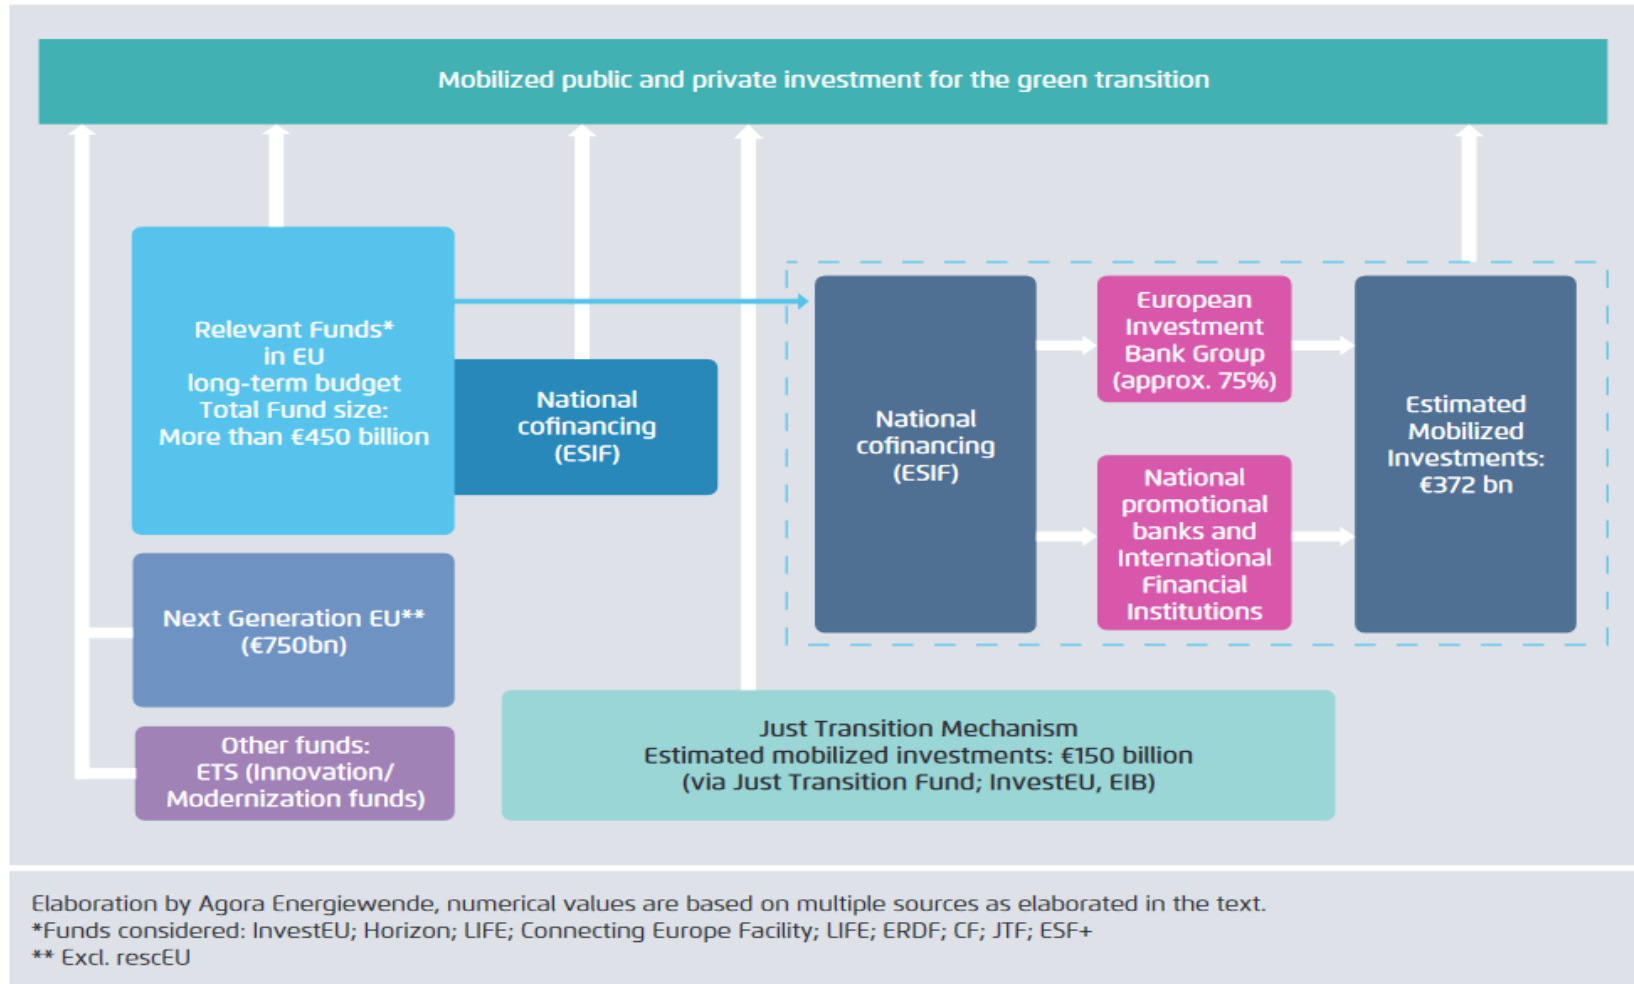 Mobilized public and private investment for the green transition
Relevant Funds*
in EU
long-term budget
Total Fund size:
More than €450 billion
National
cofinancing
(ESIF)
National
cofinancing
(ESIF)
European
Investment
Bank Group
(approx. 75%)
National
promotional
banks and
International
Financial
Institutions
Estimated
Mobilized
Investments:
€372 bn
Next Generation EU**
(€750bn)
Other funds:
ETS (Innovation/
Modernization funds)
Just Transition Mechanism
Estimated mobilized investments: €150 billion
(via Just Transition Fund; InvestEU, EIB)
Elaboration by Agora Energiewende, numerical values are based on multiple sources as elaborated in the text.
*Funds considered: InvestEU; Horizon; LIFE; Connecting Europe Facility; LIFE; ERDF; CF; JTF; ESF+
** Excl. rescEU